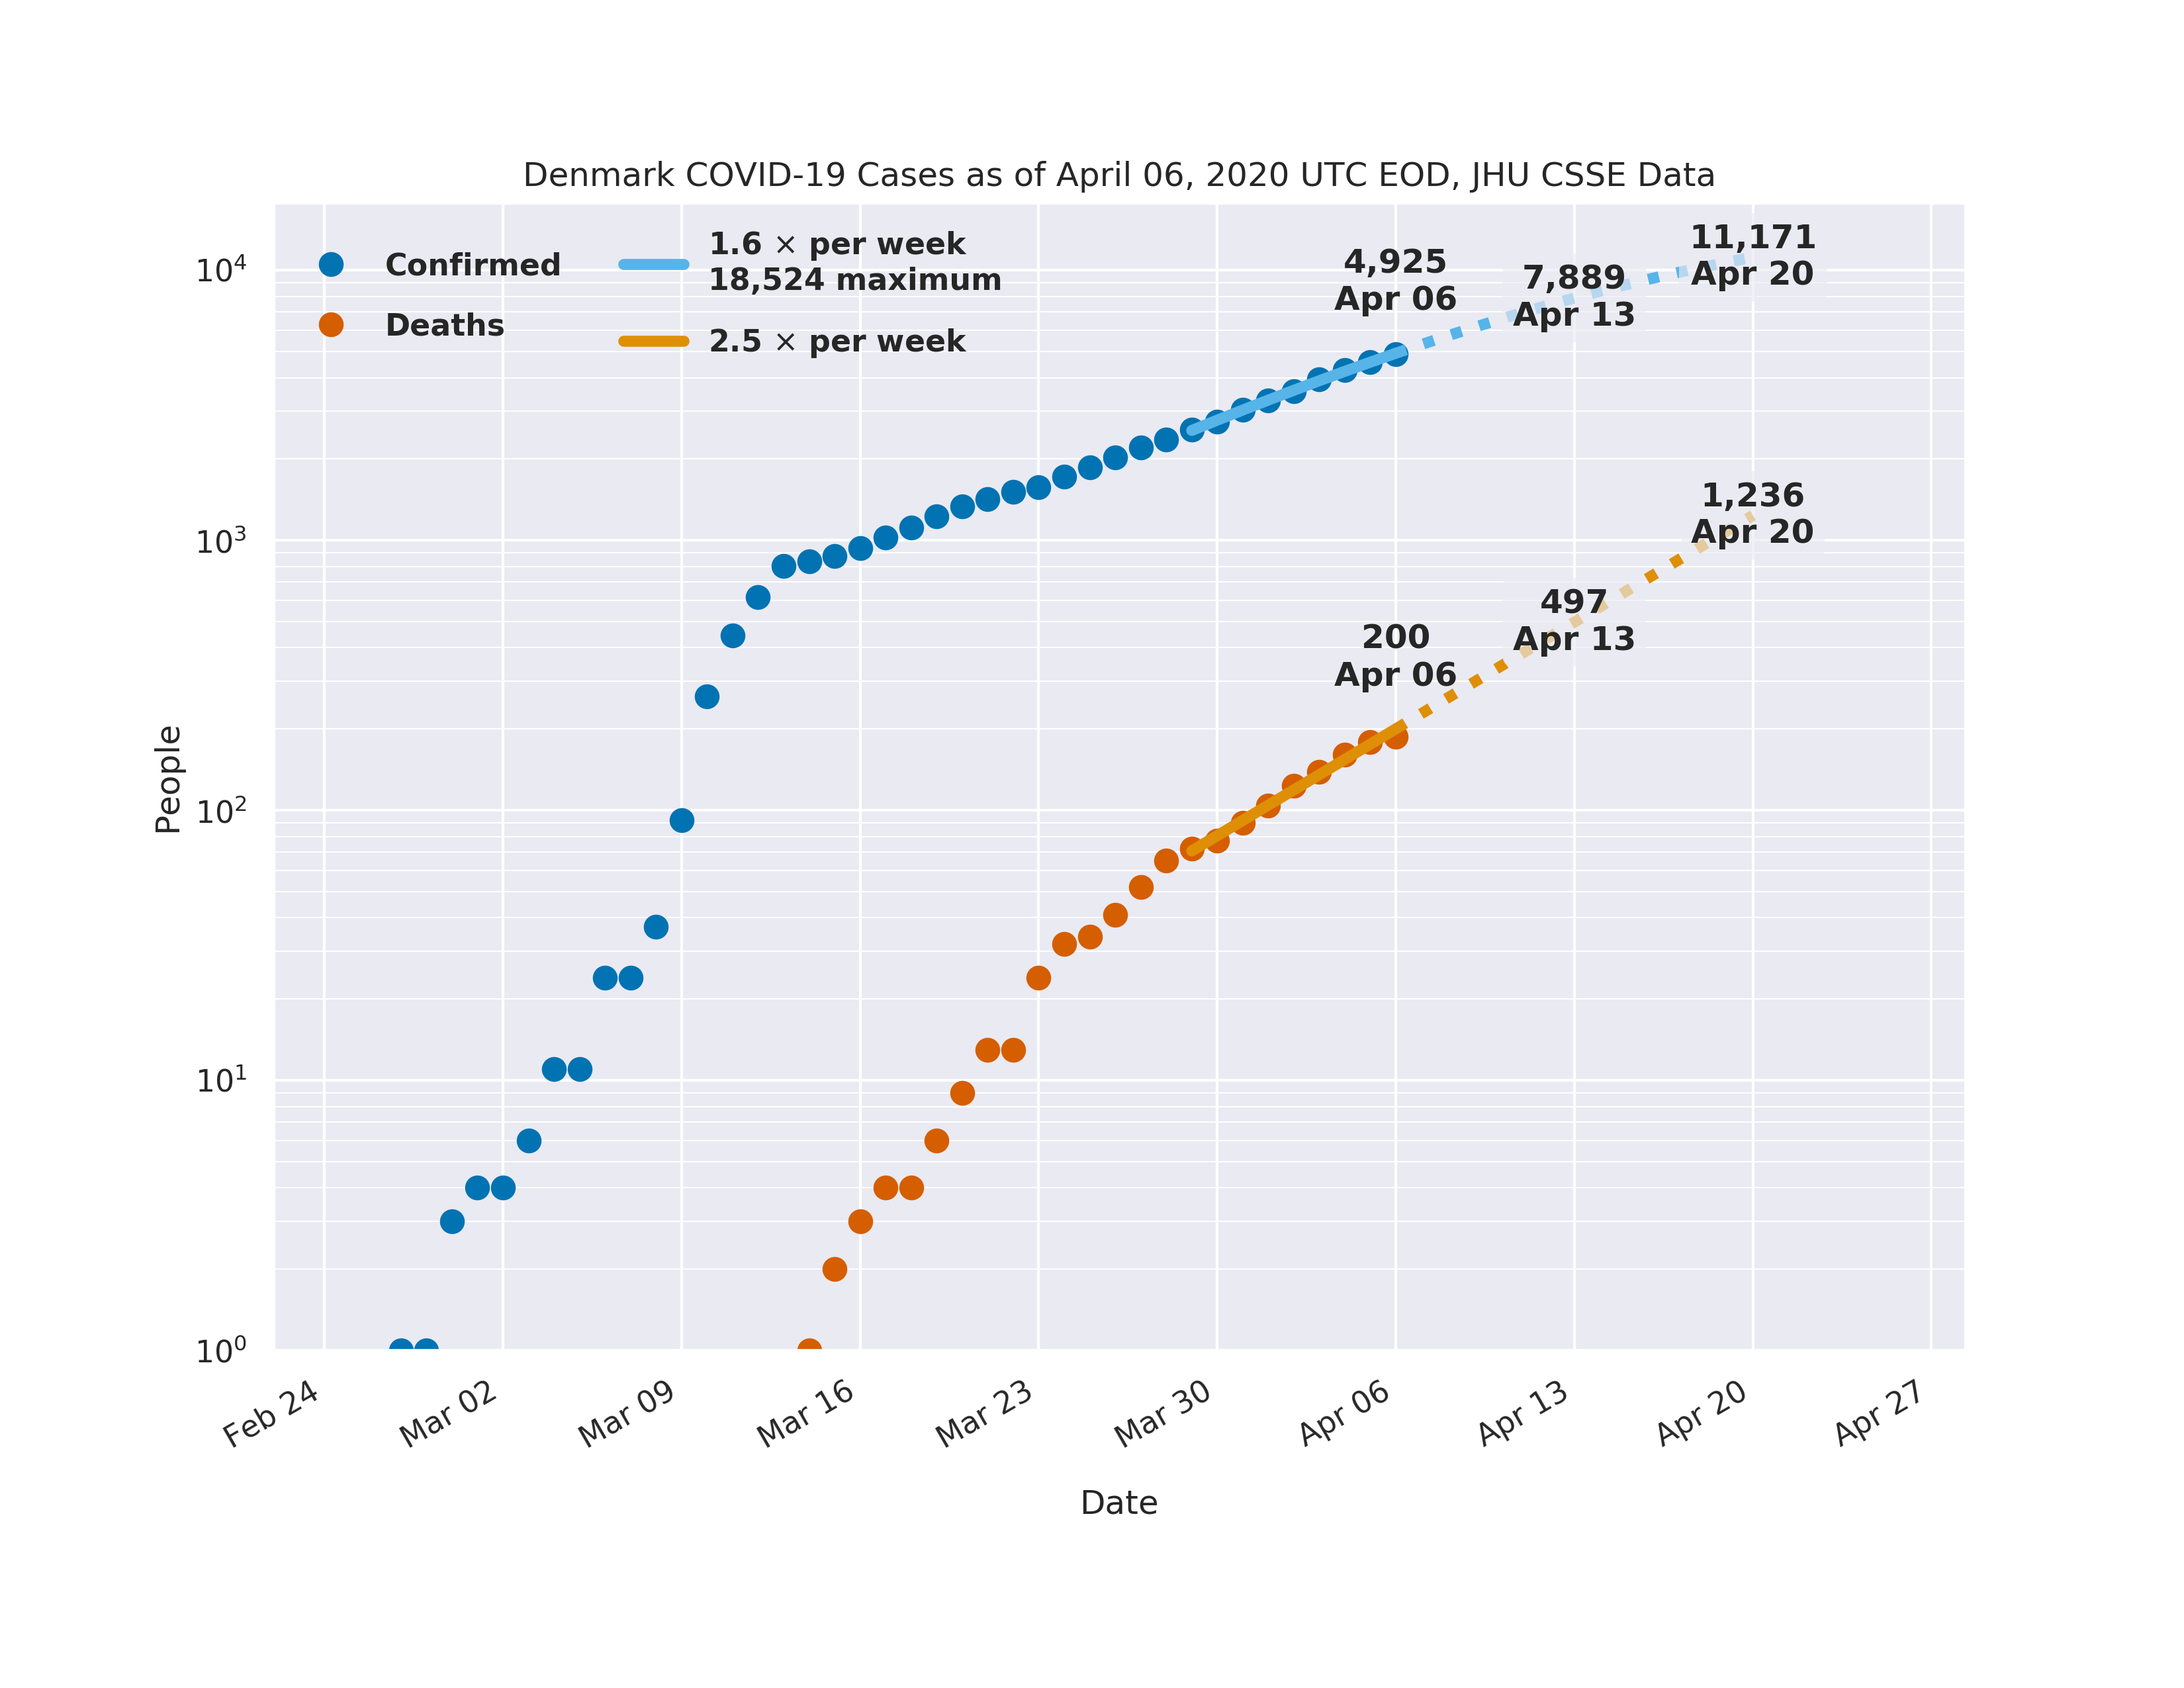 Denmark COVID-19 Cases as of April 06, 2020 UTC EOD, JHU CSSE Data
Confirmed
Deaths
1.6 × per week
18,524 maximum
2.5 × per week
4,925
Apr 06
7,889
Apr 13
11,171
Apr 20
200
Apr 06
497
Apr 13
1,236
Apr 20
People
10⁴
10³
10²
10¹
10⁰
Feb 24
Mar 02
Mar 09
Mar 16
Mar 23
Mar 30
Apr 06
Apr 13
Apr 20
Apr 27
Date